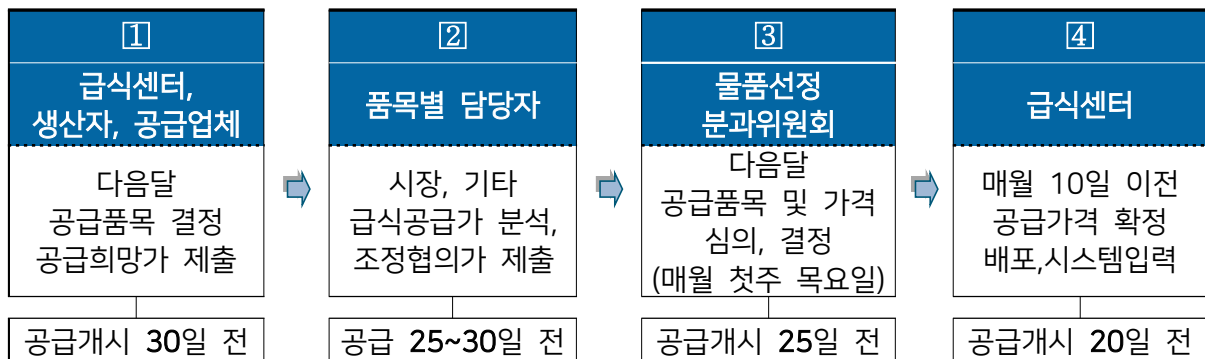 1
급식센터,
생산자, 공급업체
다음달
공급품목 결정
공급희망가 제출
공급개시 30일 전
2
품목별 담당자
시장, 기타
급식공급가 분석,
조정협의가 제출
공급 25~30일 전
3
물품선정
분과위원회
다음달
공급품목 및 가격
심의, 결정
(매월 첫주 목요일)
공급개시 25일 전
4
급식센터
매월 10일 이전
공급가격 확정
배포,시스템입력
공급개시 20일 전